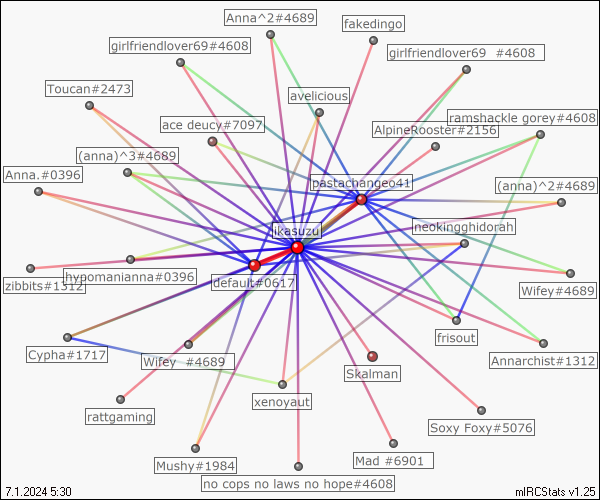 Anna^2#4689
fakedingo
girlfriendlover69#4608
girlfriendlover69 #4608
Toucan#2473
avelicious
ramshackle gorey#4608
ace deucy#7097
AlpineRooster#2156
(anna)^3#4689
pastachange041
Anna.#0396
(anna)^2#4689
ikasuzu
neokingghidorah
hypomanianna#0396
zibbits#1312
default#0617
Wifey#4689
frisout
Cypha#1717
Wifey #4689
Annarchist#1312
Skalman
xenoyaut
rattgaming
Soxy Foxy#5076
Mushy#1984
Mad #6901
no cops no laws no hope#4608
7.1.2024 5:30
mIRCStats v1.25